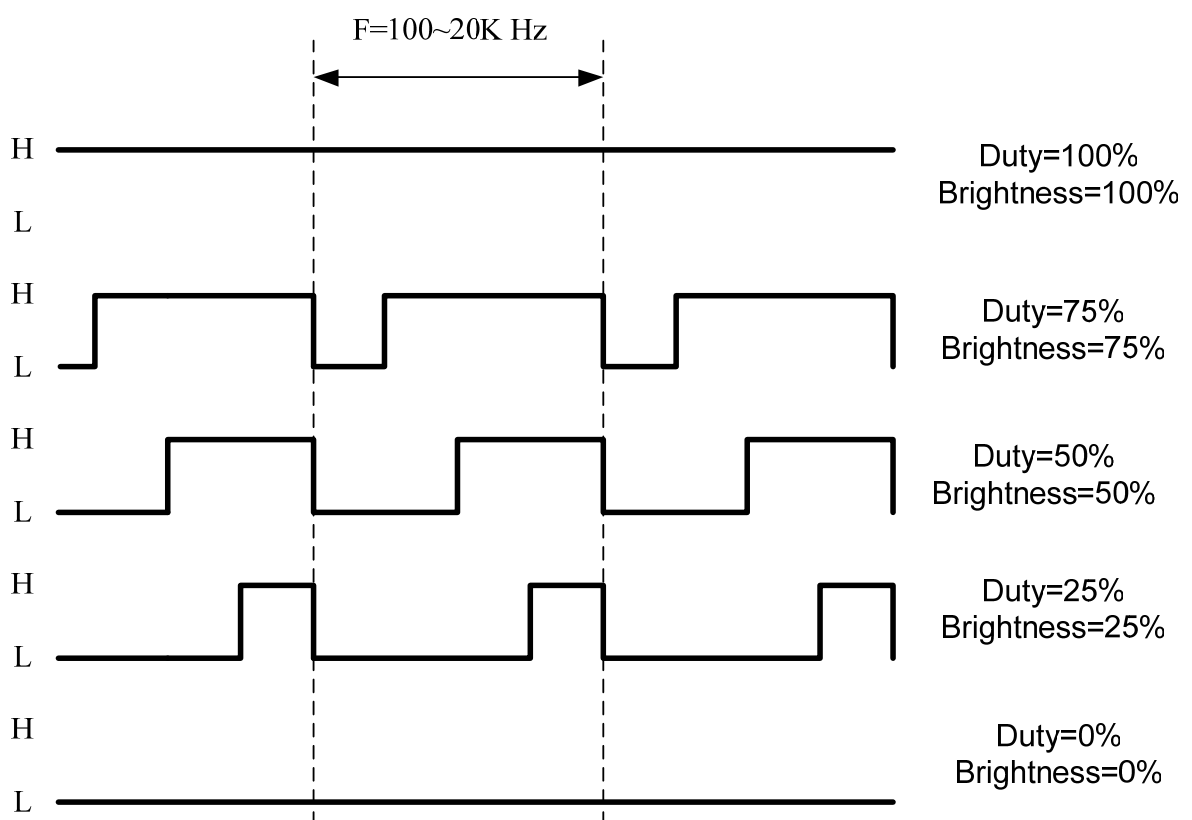 F=100~20K Hz
H
Duty=100%
Brightness=100%
L
H
Duty=75%
Brightness=75%
L
H
Duty=50%
Brightness=50%
L
H
Duty=25%
Brightness=25%
L
H
Duty=0%
Brightness=0%
L